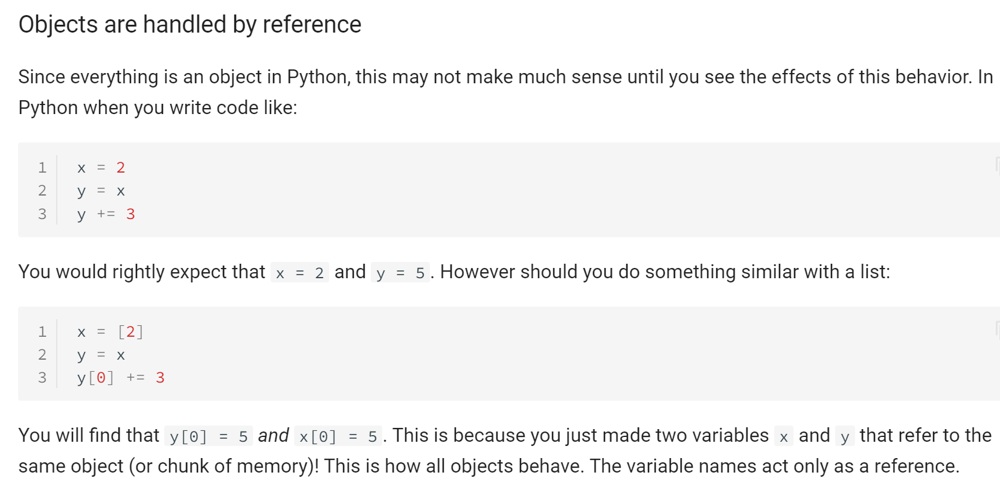 Objects are handled by reference
Since everything is an object in Python, this may not make much sense until you see the effects of this behavior. In
Python when you write code like:
1 x = 2
2 y = x
3 y += 3
You would rightly expect that x = 2 and y = 5. However should you do something similar with a list:
1 x = [2]
2 y = x
3 y[0] += 3
You will find that y[0] = 5 and x[0] = 5. This is because you just made two variables x and y that refer to the
same object (or chunk of memory)! This is how all objects behave. The variable names act only as a reference.